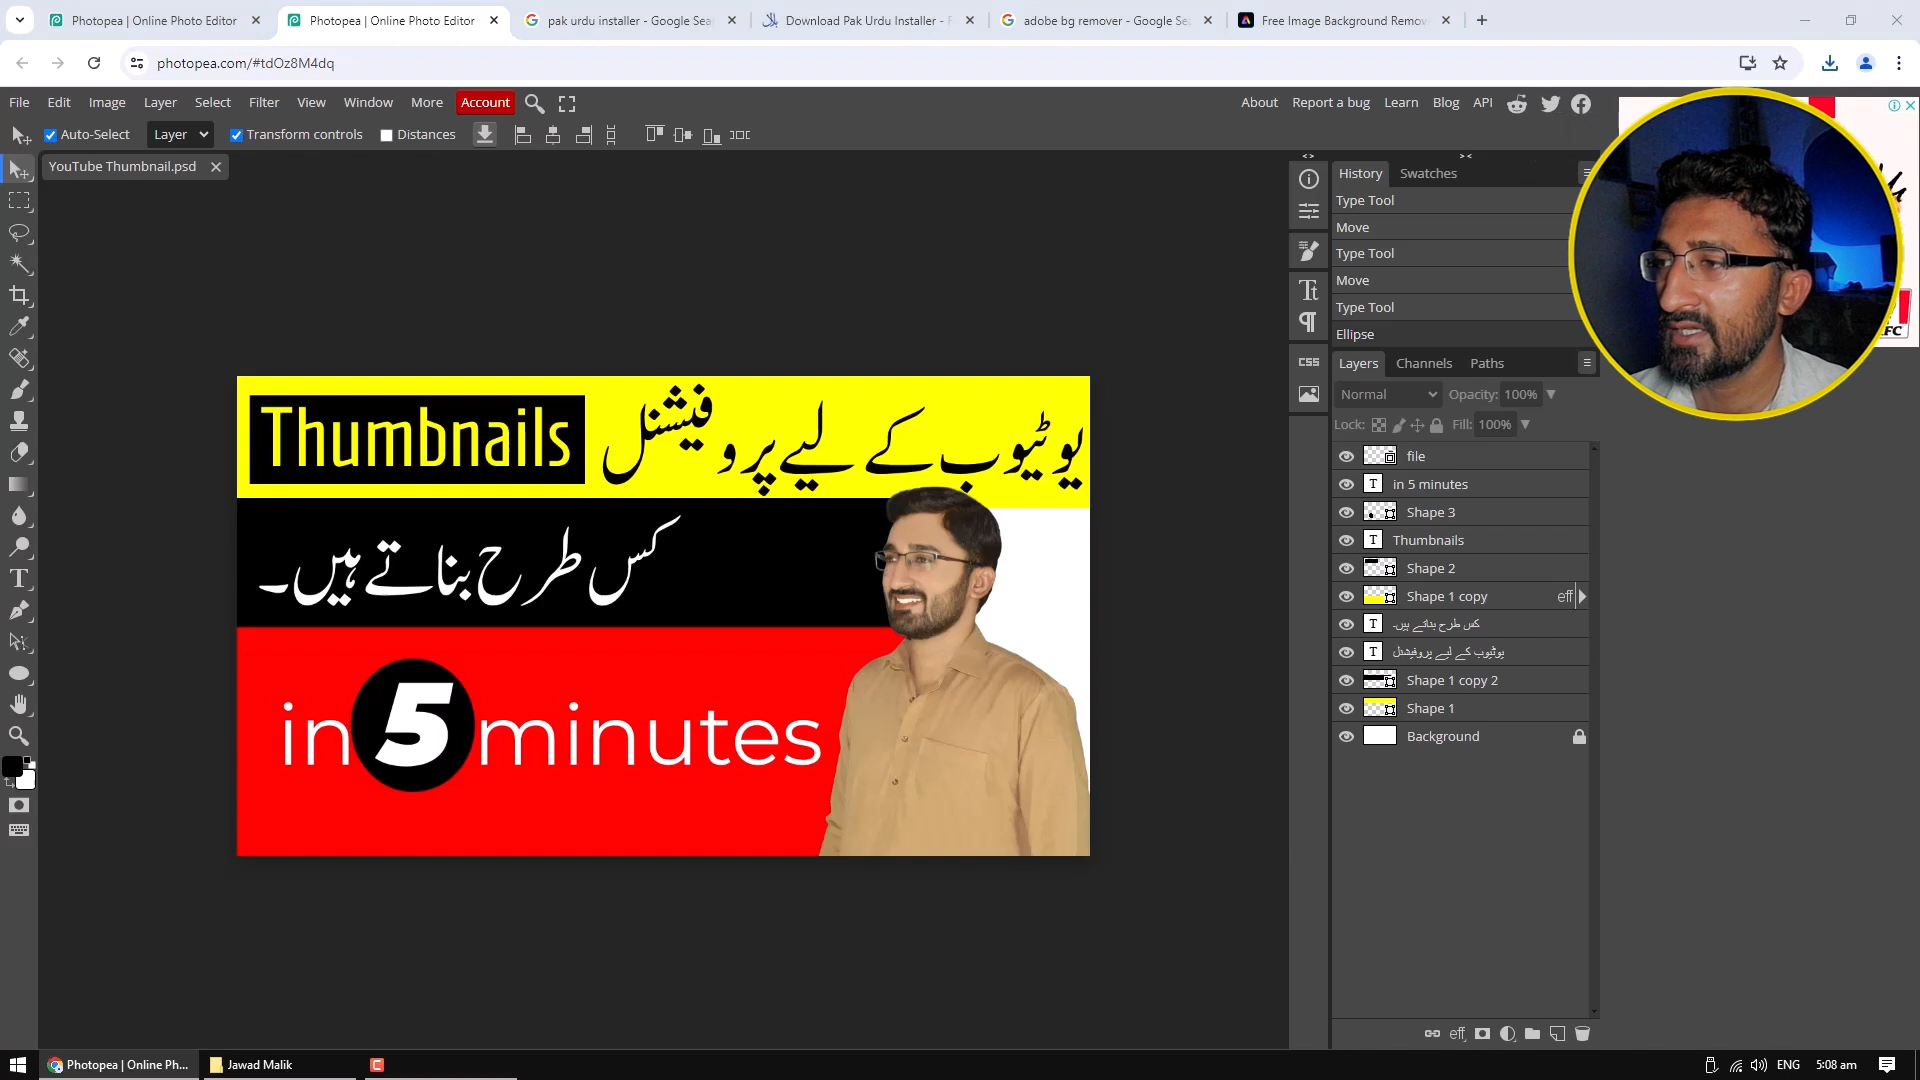 Photopea | Online Photo Editor
Photopea | Online Photo Editor
pak urdu installer - Google Sea
Download Pak Urdu Installer - F
adobe bg remover - Google Se
Free Image Background Remov
photopea.com/#tdOz8M4dq
File Edit Image Layer Select Filter View Window More Account
About Report a bug Learn Blog API
Auto-Select Layer Transform controls Distances
YouTube Thumbnail.psd
History Swatches
Type Tool
Move
Type Tool
Move
Type Tool
Ellipse
Layers Channels Paths
Normal Opacity: 100%
Lock: Fill: 100%
file
in 5 minutes
Shape 3
Thumbnails
Shape 2
Shape 1 copy eff
کس طرح بناتے ہیں۔
یوٹیوب کے لیے پروفیشنل
Shape 1 copy 2
Shape 1
Background
CSS
یوٹیوب کے لیے پروفیشنل Thumbnails
کس طرح بناتے ہیں۔
in 5 minutes
FC
eff
Photopea | Online Ph...
Jawad Malik
ENG
5:08 am